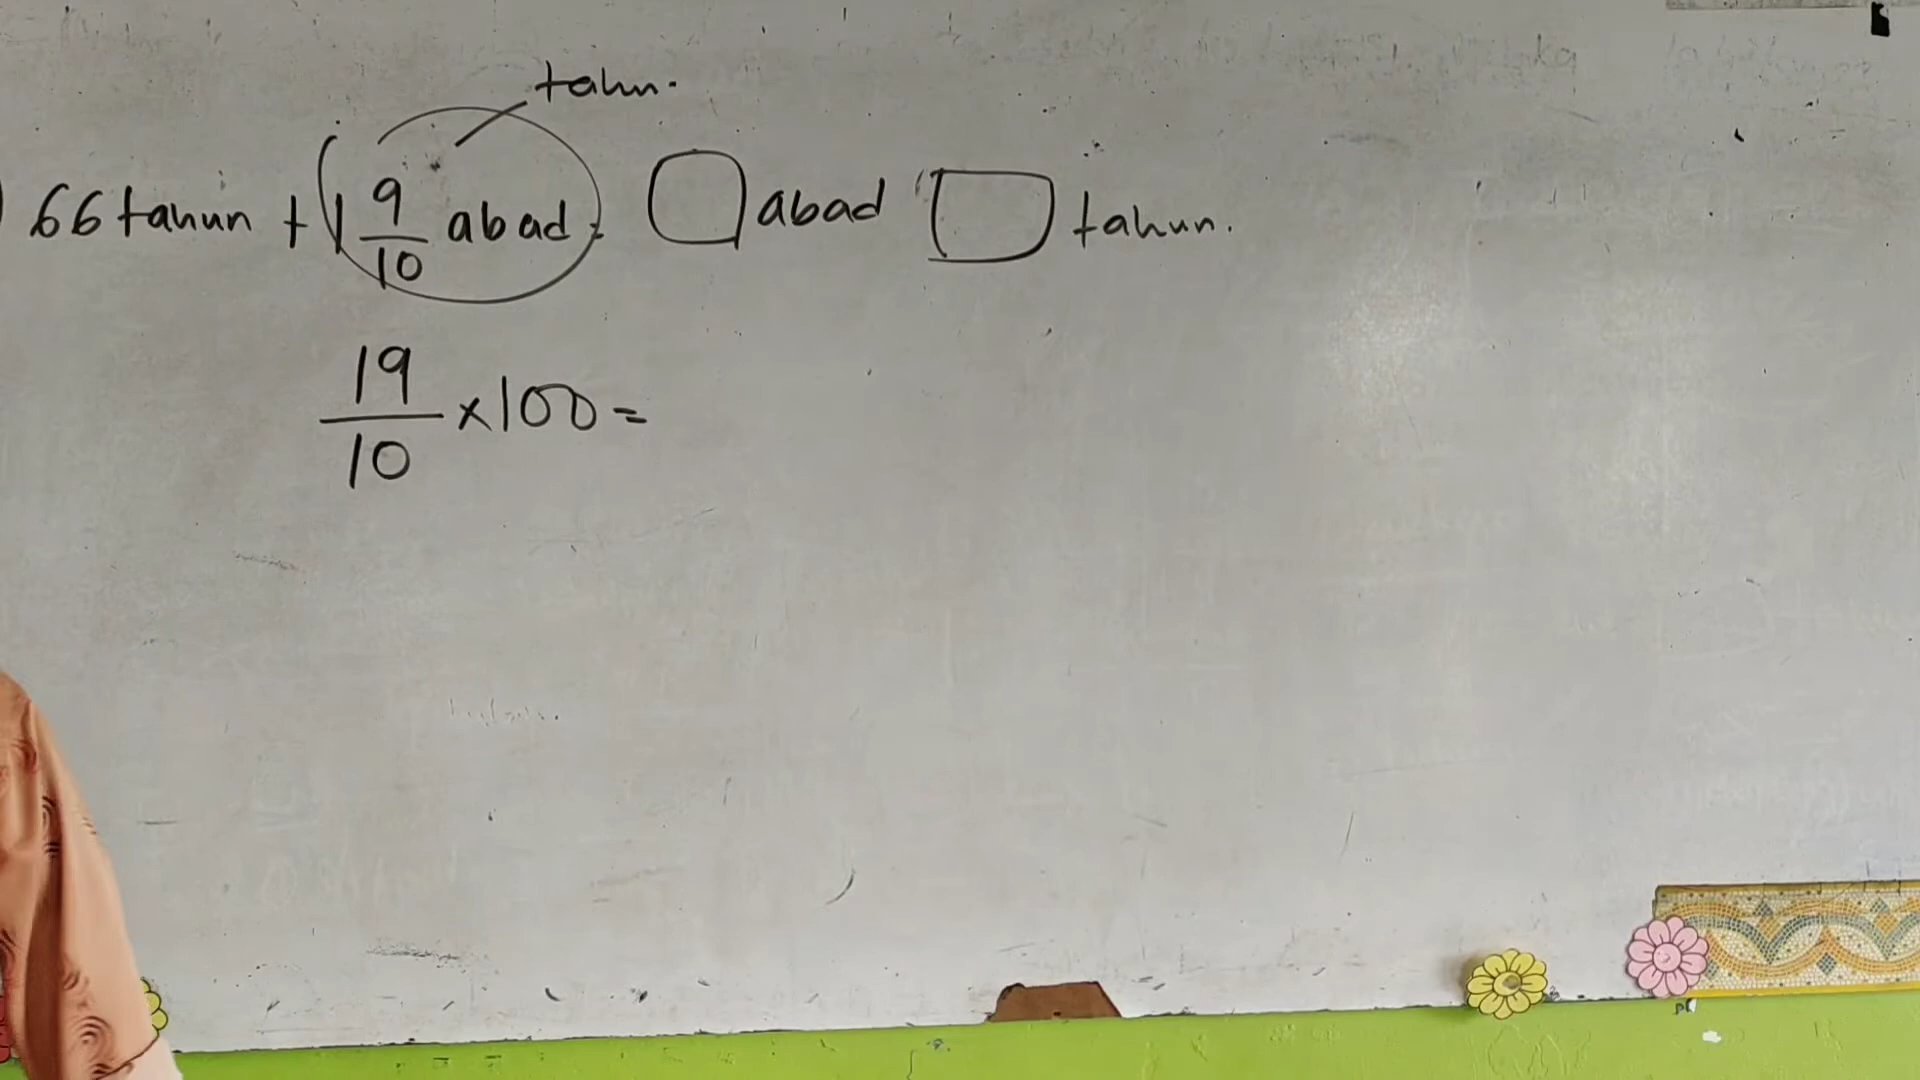 tahun.
) 66 tahun + (1 9/10 abad = abad tahun.
19/10 x 100 =